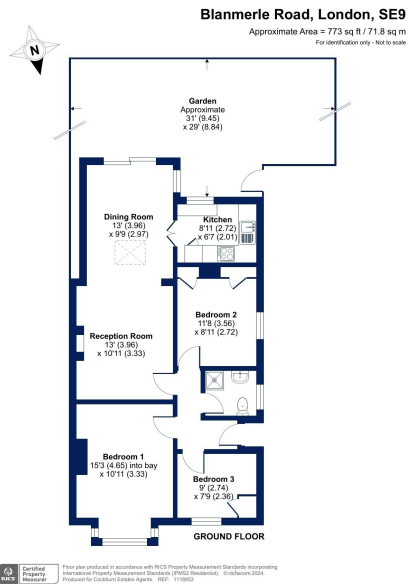 Blanmerle Road, London, SE9
Approximate Area = 773 sq ft / 71.8 sq m
For identification only - Not to scale
N
Garden
Approximate
31' (9.45)
x 29' (8.84)
Dining Room
13' (3.96)
x 9'9 (2.97)
Kitchen
8'11 (2.72)
x 6'7 (2.01)
Bedroom 2
11'8 (3.56)
x 8'11 (2.72)
Reception Room
13' (3.96)
x 10'11 (3.33)
Bedroom 1
15'3 (4.65) into bay
x 10'11 (3.33)
Bedroom 3
9' (2.74)
x 7'9 (2.36)
GROUND FLOOR
RICS
Certified
Property
Measurer
Floor plan produced in accordance with RICS Property Measurement Standards incorporating
International Property Measurement Standards (IPMS2 Residential). ©nichecom 2024.
Produced for Cockburn Estates Agents. REF: 1119853